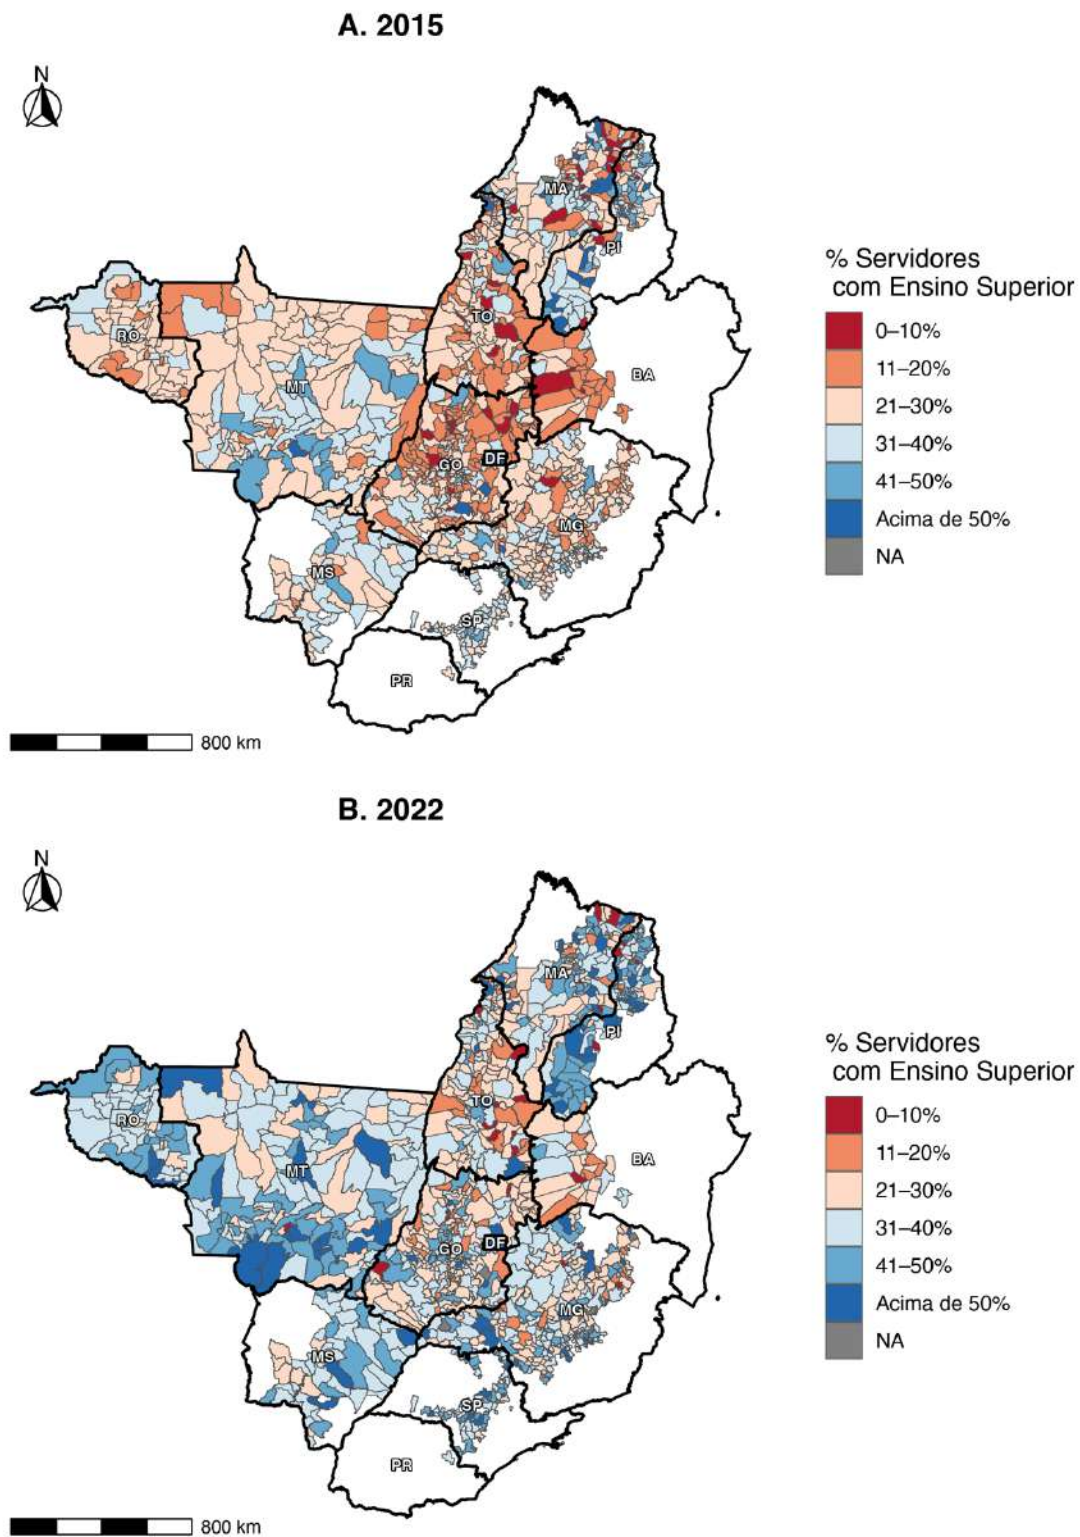 A. 2015
N
MA
PI
TO
RO
BA
MT
GO
DF
MG
MS
SP
PR
800 km
% Servidores
com Ensino Superior
0–10%
11–20%
21–30%
31–40%
41–50%
Acima de 50%
NA
B. 2022
N
MA
PI
TO
RO
BA
MT
GO
DF
MG
MS
SP
PR
800 km
% Servidores
com Ensino Superior
0–10%
11–20%
21–30%
31–40%
41–50%
Acima de 50%
NA